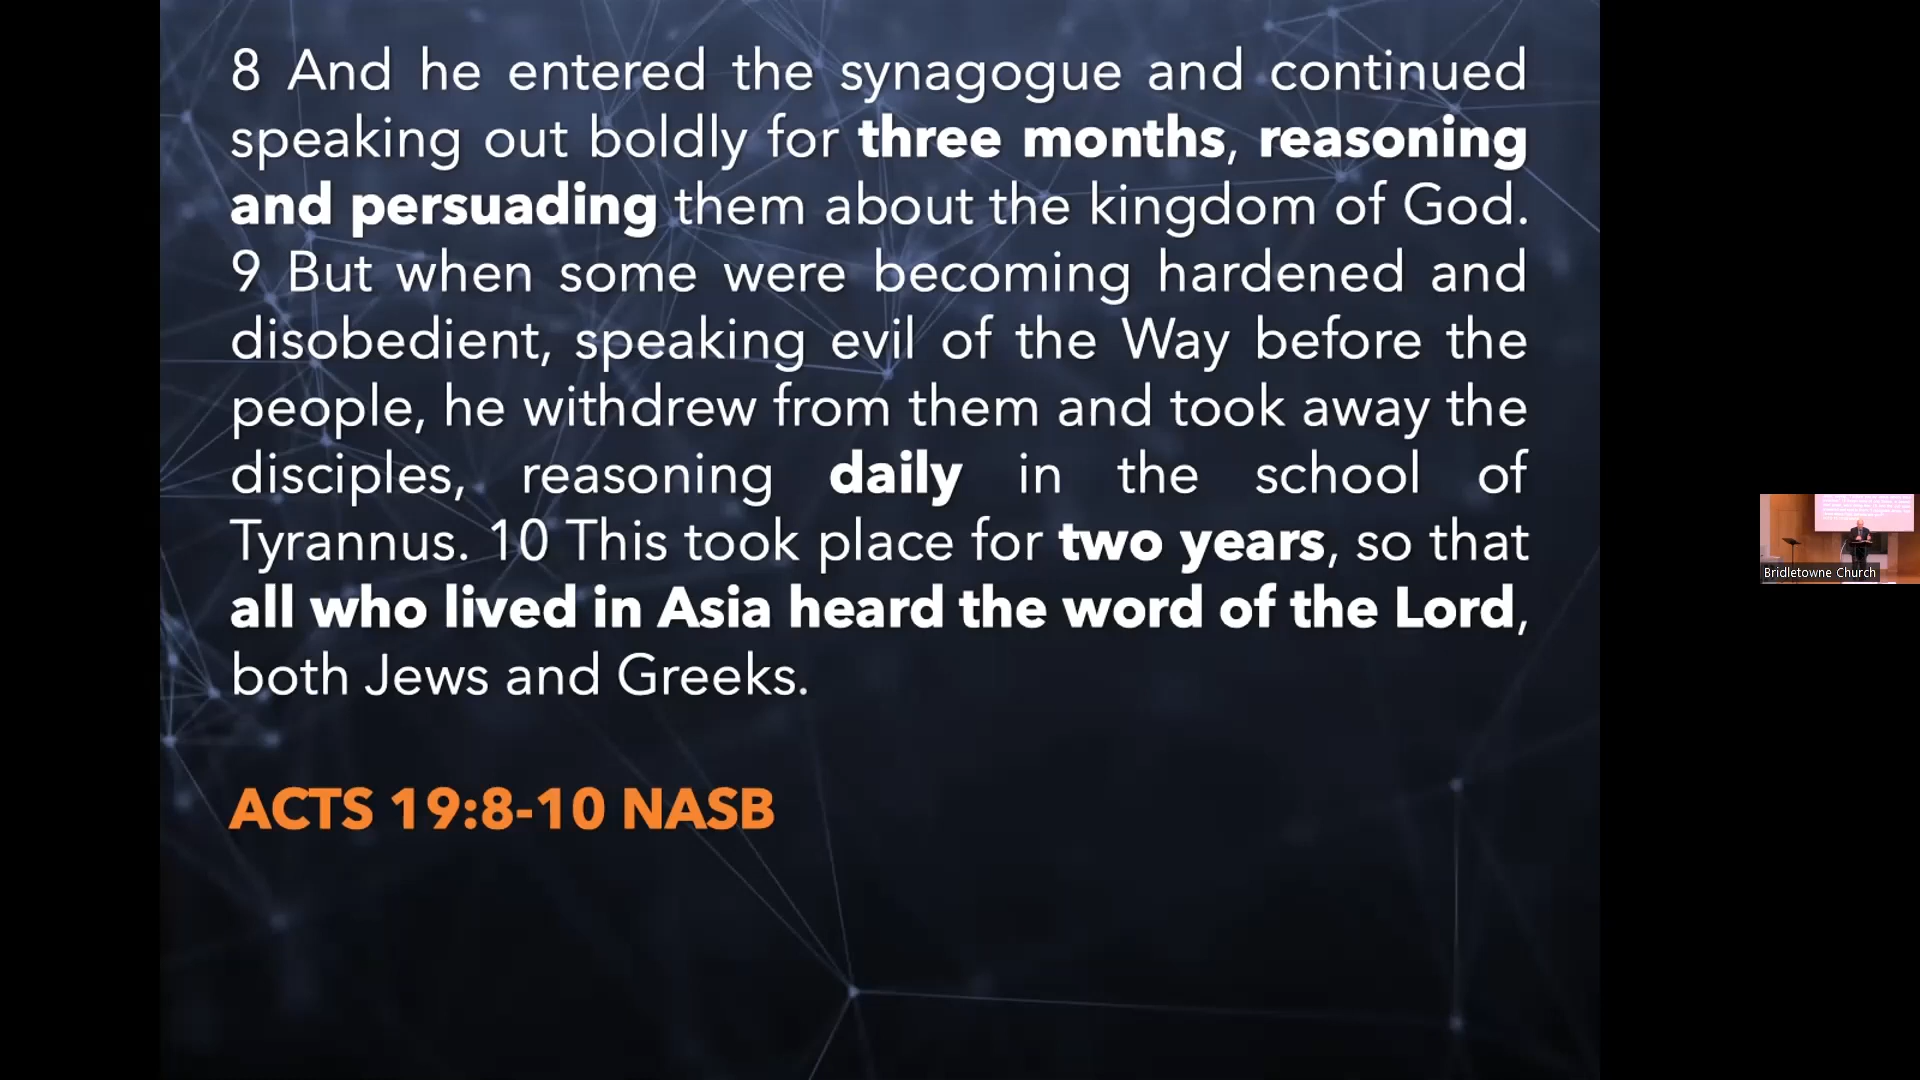 8 And he entered the synagogue and continued
speaking out boldly for three months, reasoning
and persuading them about the kingdom of God.
9 But when some were becoming hardened and
disobedient, speaking evil of the Way before the
people, he withdrew from them and took away the
disciples, reasoning daily in the school of
Tyrannus. 10 This took place for two years, so that
all who lived in Asia heard the word of the Lord,
both Jews and Greeks.
ACTS 19:8-10 NASB
Bridletowne Church